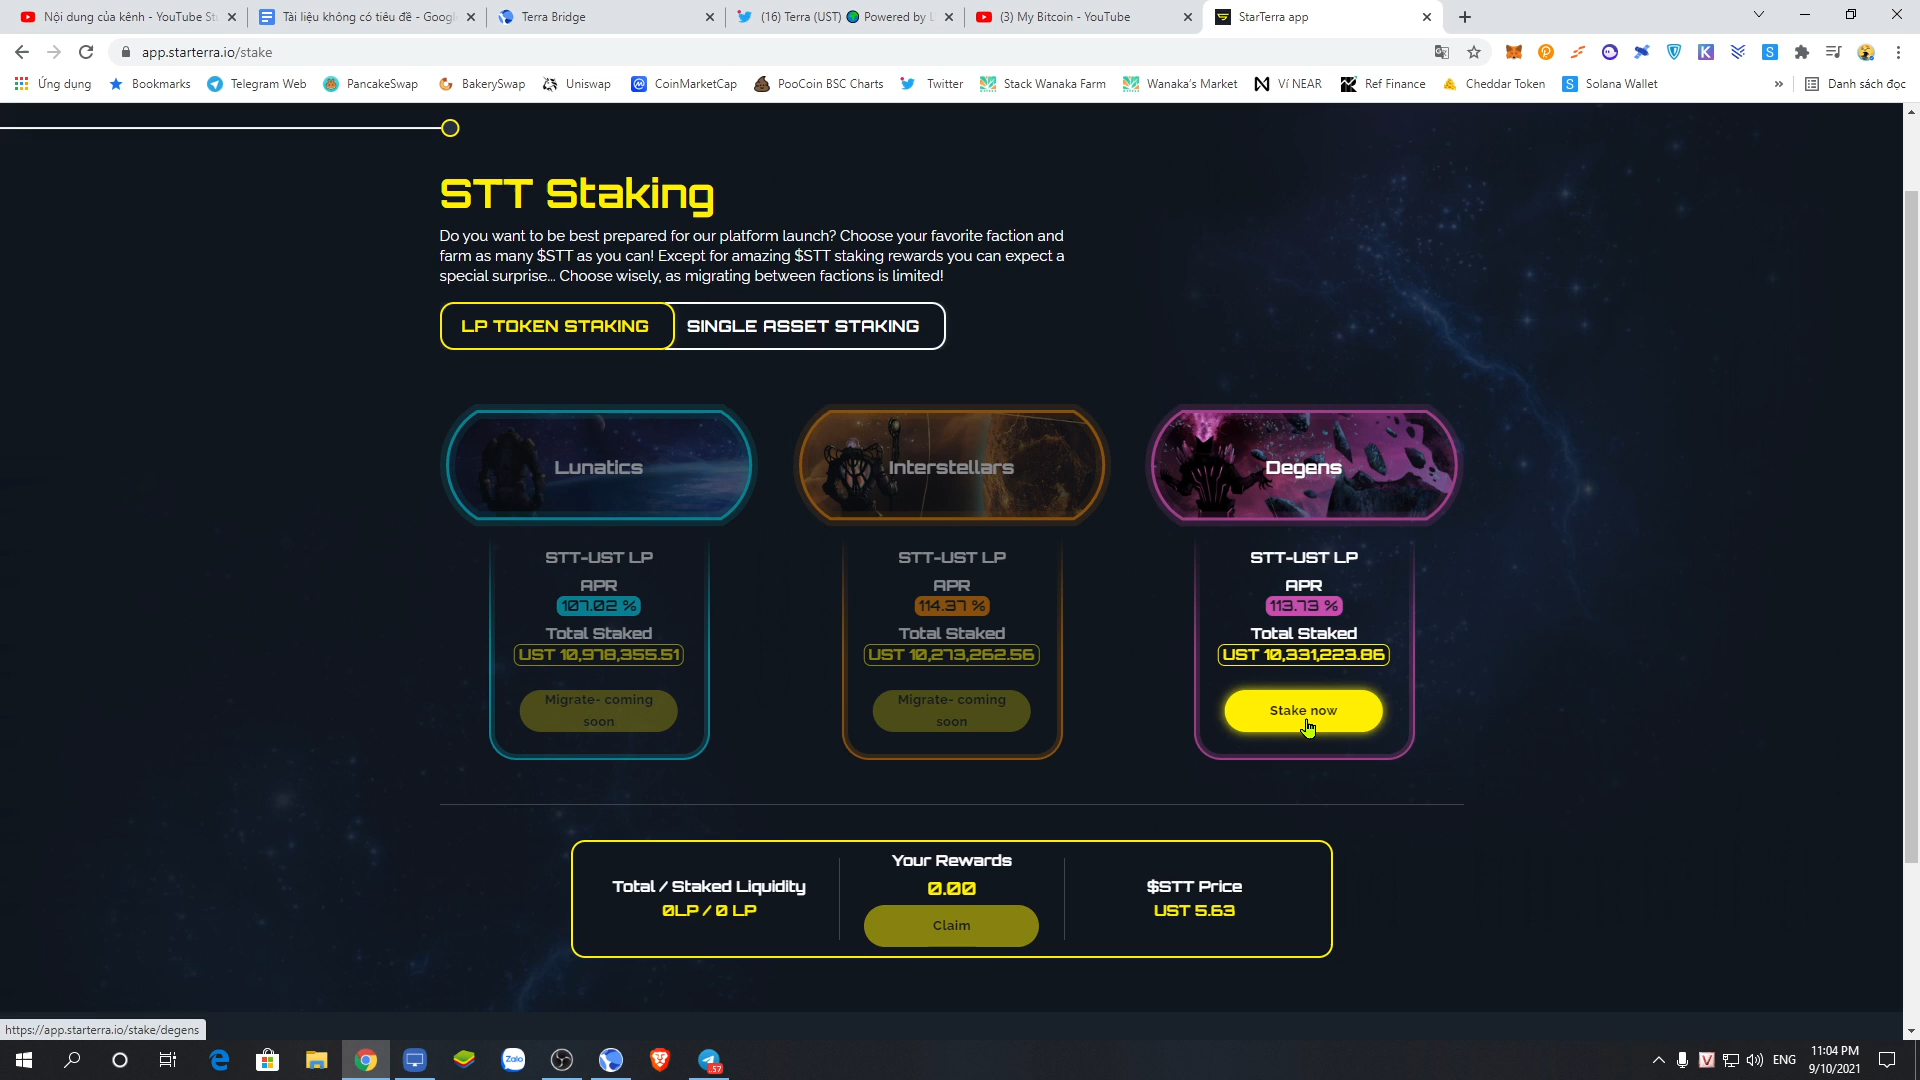 Nội dung của kênh - YouTube St
Tài liệu không có tiêu đề - Googl
Terra Bridge
(16) Terra (UST) 🌍 Powered by L
(3) My Bitcoin - YouTube
StarTerra app
app.starterra.io/stake
Ứng dụng
Bookmarks
Telegram Web
PancakeSwap
BakerySwap
Uniswap
CoinMarketCap
PooCoin BSC Charts
Twitter
Stack Wanaka Farm
Wanaka's Market
Ví NEAR
Ref Finance
Cheddar Token
Solana Wallet
»
Danh sách đọc
STT Staking
Do you want to be best prepared for our platform launch? Choose your favorite faction and
farm as many $STT as you can! Except for amazing $STT staking rewards you can expect a
special surprise... Choose wisely, as migrating between factions is limited!
LP TOKEN STAKING
SINGLE ASSET STAKING
Lunatics
Interstellars
Degens
STT-UST LP
APR
107.02 %
Total Staked
UST 10,978,355.51
Migrate- coming
soon
STT-UST LP
APR
114.37 %
Total Staked
UST 10,273,262.56
Migrate- coming
soon
STT-UST LP
APR
113.73 %
Total Staked
UST 10,331,223.86
Stake now
Total / Staked Liquidity
0LP / 0 LP
Your Rewards
0.00
Claim
$STT Price
UST 5.63
https://app.starterra.io/stake/degens
Zalo
57
ENG
11:04 PM
9/10/2021